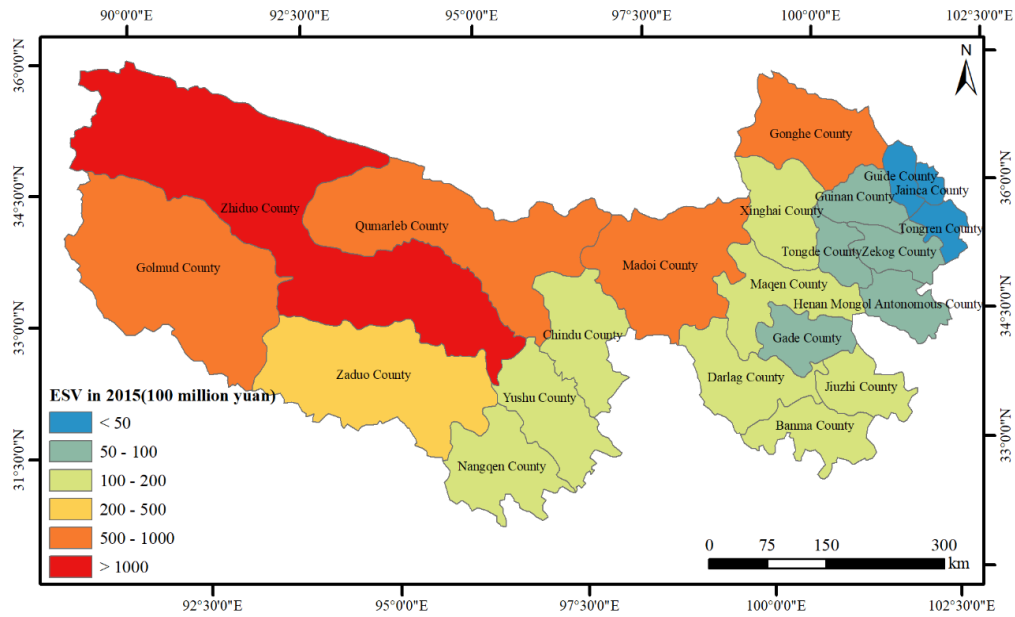 90°0'0"E 92°30'0"E 95°0'0"E 97°30'0"E 100°0'0"E 102°30'0"E
36°0'0"N
34°30'0"N
33°0'0"N
31°30'0"N
N
36°0'0"N
34°30'0"N
33°0'0"N
Gonghe County
Guide County
Jainca County
Guinan County
Xinghai County
Zhiduo County
Qumarleb County
Tongren County
Tongde County
Zekog County
Golmud County
Madoi County
Maqen County
Henan Mongol Antonomous County
Chindu County
Gade County
Zaduo County
Darlag County
Jiuzhi County
Yushu County
Banma County
Nangqen County
ESV in 2015(100 million yuan)
< 50
50 - 100
100 - 200
200 - 500
500 - 1000
> 1000
0 75 150 300
km
92°30'0"E 95°0'0"E 97°30'0"E 100°0'0"E 102°30'0"E